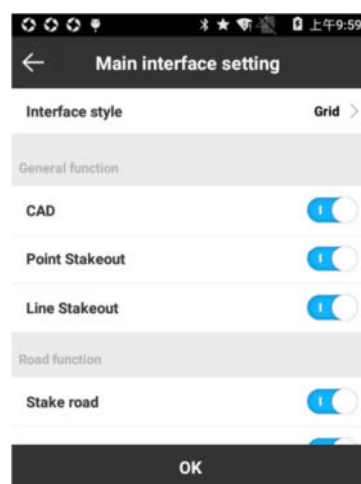 上午9:59
Main interface setting
Interface style Grid
General function
CAD
Point Stakeout
Line Stakeout
Road function
Stake road
OK